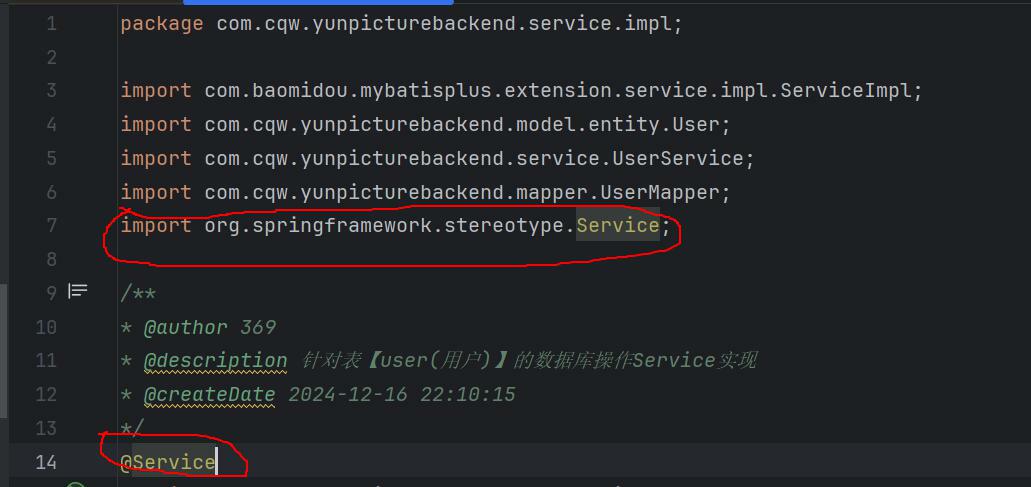 1 package com.cqw.yunpicturebackend.service.impl;
2
3 import com.baomidou.mybatisplus.extension.service.impl.ServiceImpl;
4 import com.cqw.yunpicturebackend.model.entity.User;
5 import com.cqw.yunpicturebackend.service.UserService;
6 import com.cqw.yunpicturebackend.mapper.UserMapper;
7 import org.springframework.stereotype.Service;
8
9 /**
10 * @author 369
11 * @description 针对表【user(用户)】的数据库操作Service实现
12 * @createDate 2024-12-16 22:10:15
13 */
14 @Service